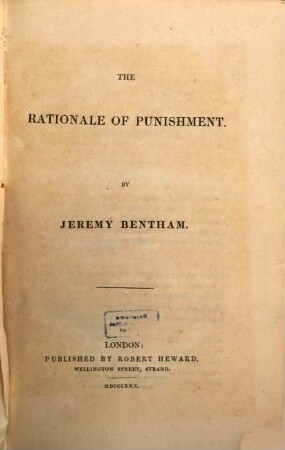 THE
RATIONALE OF PUNISHMENT.
BY
JEREMY BENTHAM.
LONDON:
PUBLISHED BY ROBERT HEWARD,
WELLINGTON STREET, STRAND.
MDCCCXXX.